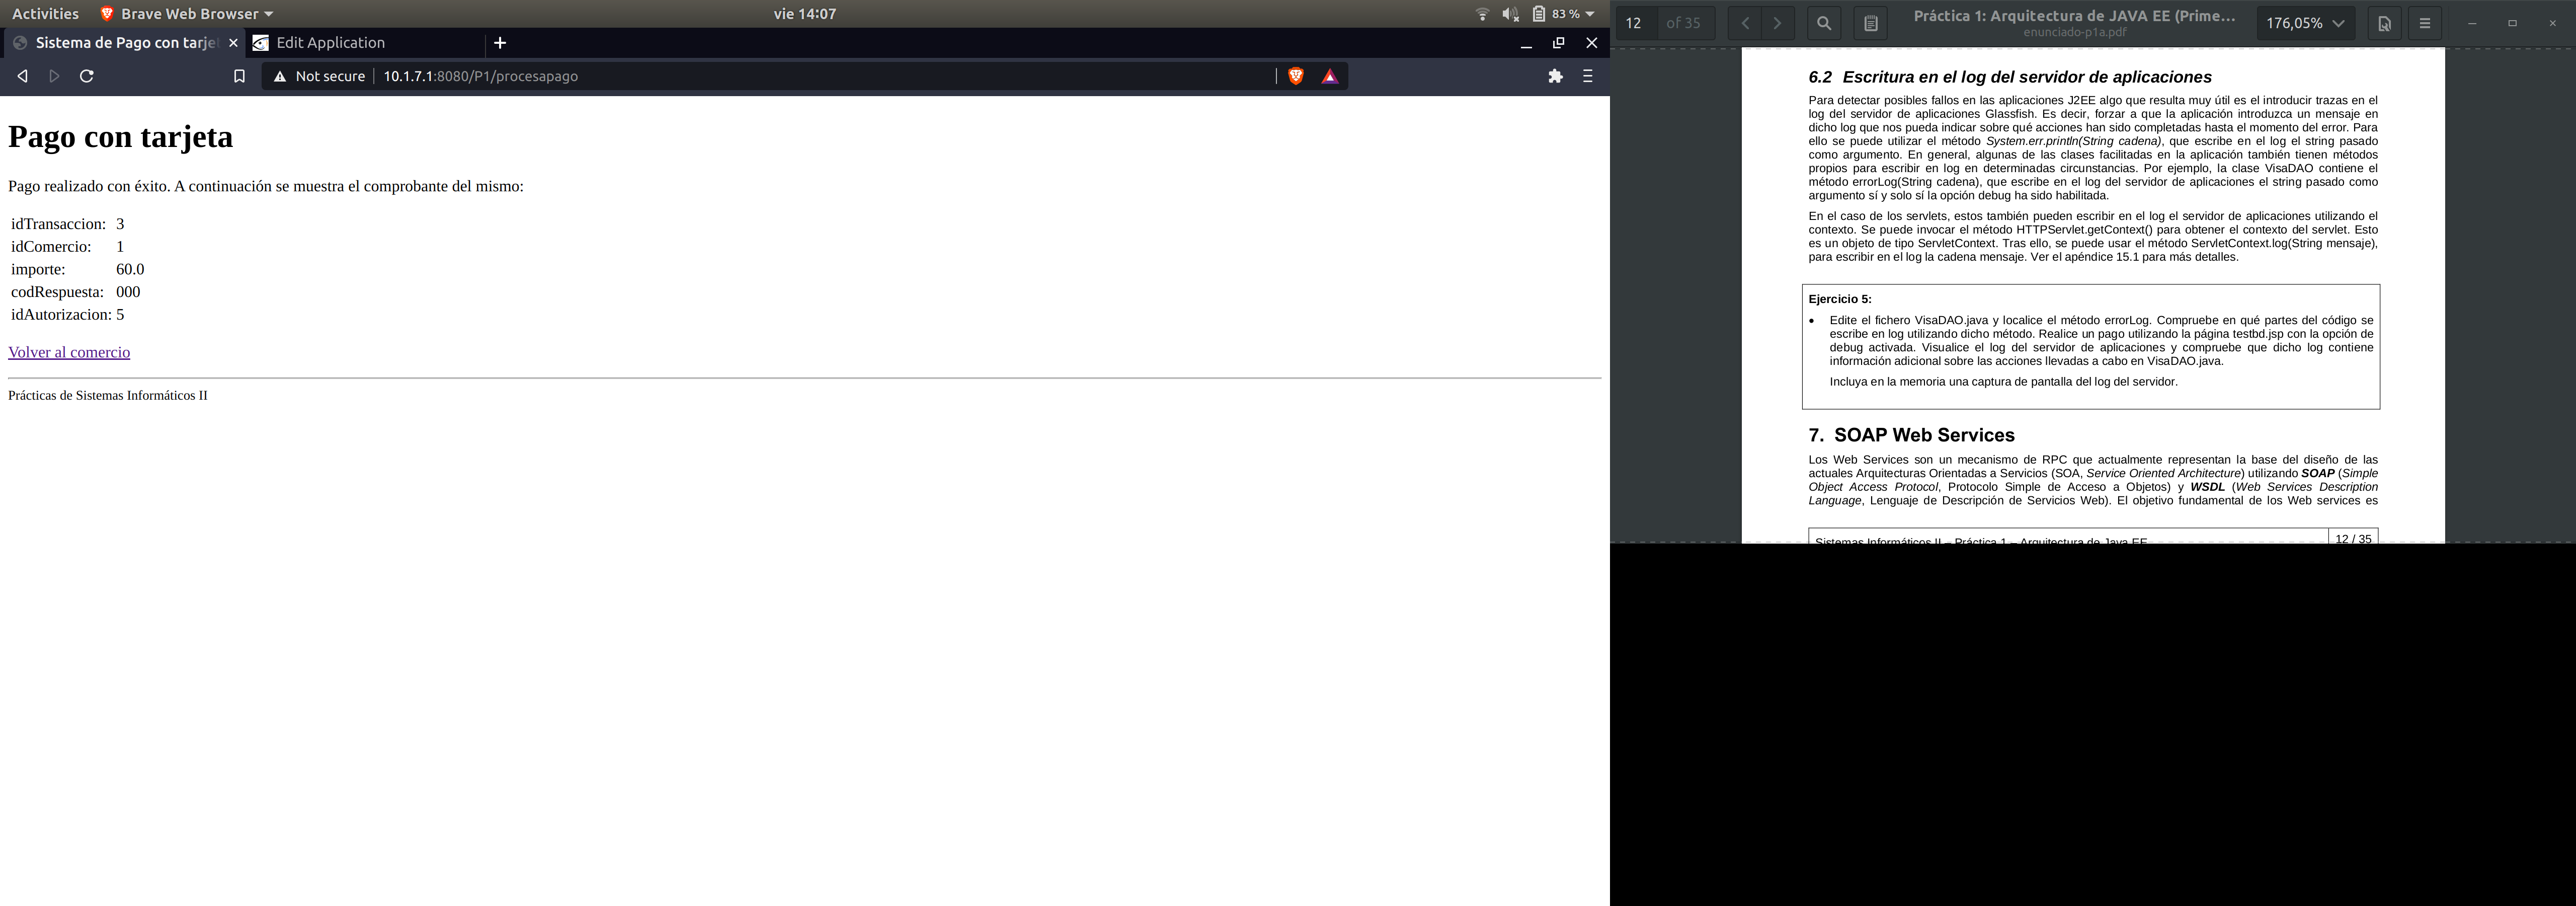 Activities
Brave Web Browser
vie 14:07
83 %
Sistema de Pago con tarje
Edit Application
Not secure
10.1.7.1:8080/P1/procesapago
Pago con tarjeta
Pago realizado con éxito. A continuación se muestra el comprobante del mismo:
idTransaccion: 3
idComercio: 1
importe: 60.0
codRespuesta: 000
idAutorizacion: 5
Volver al comercio
Prácticas de Sistemas Informáticos II
12 of 35
Práctica 1: Arquitectura de JAVA EE (Prime…
enunciado-p1a.pdf
176,05%
6.2 Escritura en el log del servidor de aplicaciones
Para detectar posibles fallos en las aplicaciones J2EE algo que resulta muy útil es el introducir trazas en el
log del servidor de aplicaciones Glassfish. Es decir, forzar a que la aplicación introduzca un mensaje en
dicho log que nos pueda indicar sobre qué acciones han sido completadas hasta el momento del error. Para
ello se puede utilizar el método System.err.println(String cadena), que escribe en el log el string pasado
como argumento. En general, algunas de las clases facilitadas en la aplicación también tienen métodos
propios para escribir en log en determinadas circunstancias. Por ejemplo, la clase VisaDAO contiene el
método errorLog(String cadena), que escribe en el log del servidor de aplicaciones el string pasado como
argumento sí y solo sí la opción debug ha sido habilitada.
En el caso de los servlets, estos también pueden escribir en el log el servidor de aplicaciones utilizando el
contexto. Se puede invocar el método HTTPServlet.getContext() para obtener el contexto del servlet. Esto
es un objeto de tipo ServletContext. Tras ello, se puede usar el método ServletContext.log(String mensaje),
para escribir en el log la cadena mensaje. Ver el apéndice 15.1 para más detalles.
Ejercicio 5:
• Edite el fichero VisaDAO.java y localice el método errorLog. Compruebe en qué partes del código se
escribe en log utilizando dicho método. Realice un pago utilizando la página testbd.jsp con la opción de
debug activada. Visualice el log del servidor de aplicaciones y compruebe que dicho log contiene
información adicional sobre las acciones llevadas a cabo en VisaDAO.java.
Incluya en la memoria una captura de pantalla del log del servidor.
7. SOAP Web Services
Los Web Services son un mecanismo de RPC que actualmente representan la base del diseño de las
actuales Arquitecturas Orientadas a Servicios (SOA, Service Oriented Architecture) utilizando SOAP (Simple
Object Access Protocol, Protocolo Simple de Acceso a Objetos) y WSDL (Web Services Description
Language, Lenguaje de Descripción de Servicios Web). El objetivo fundamental de los Web services es
Sistemas Informáticos II – Práctica 1 – Arquitectura de Java EE
12 / 35